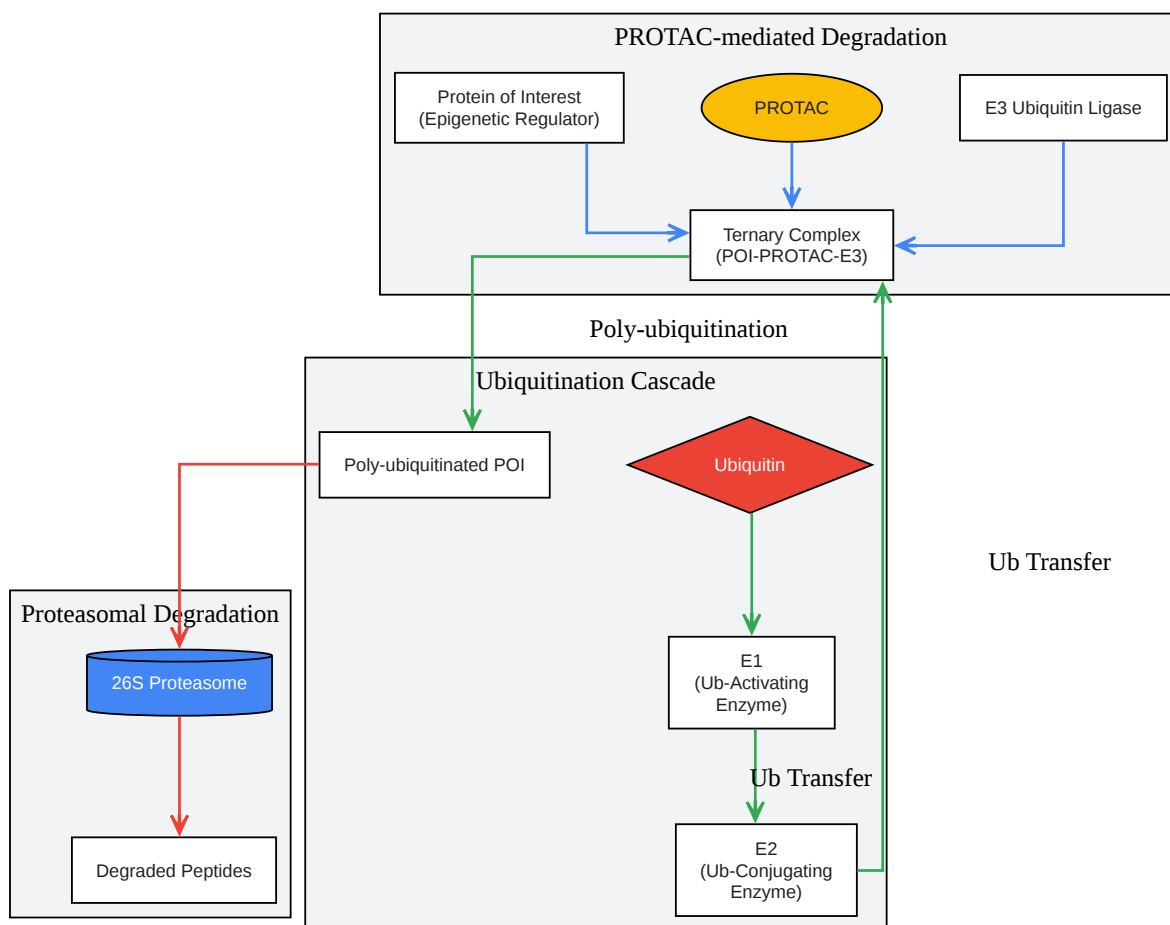 PROTAC-mediated Degradation
Protein of Interest
(Epigenetic Regulator)
PROTAC
E3 Ubiquitin Ligase
Ternary Complex
(POI-PROTAC-E3)
Poly-ubiquitination
Ubiquitination Cascade
Poly-ubiquitinated POI
Ubiquitin
Ub Transfer
Proteasomal Degradation
26S Proteasome
E1
(Ub-Activating
Enzyme)
Ub Transfer
Degraded Peptides
E2
(Ub-Conjugating
Enzyme)